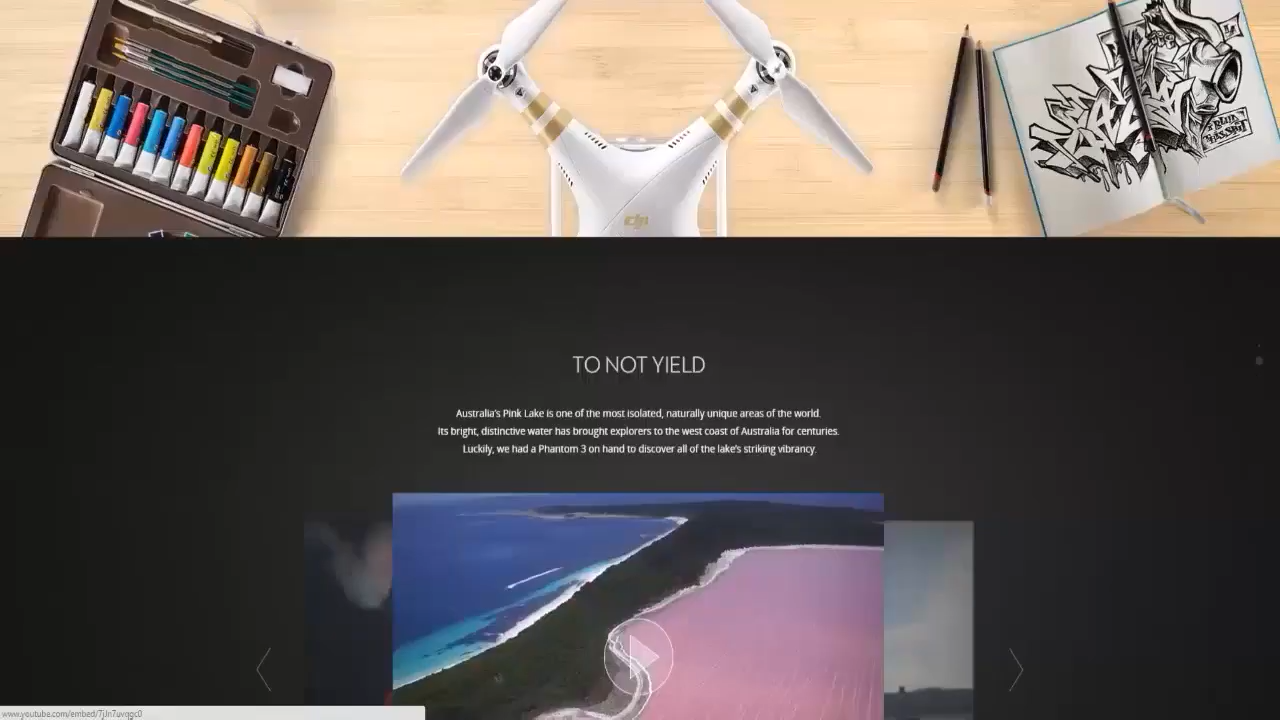 dji
TO NOT YIELD
Australia's Pink Lake is one of the most isolated, naturally unique areas of the world.
Its bright, distinctive water has brought explorers to the west coast of Australia for centuries.
Luckily, we had a Phantom 3 on hand to discover all of the lake's striking vibrancy.